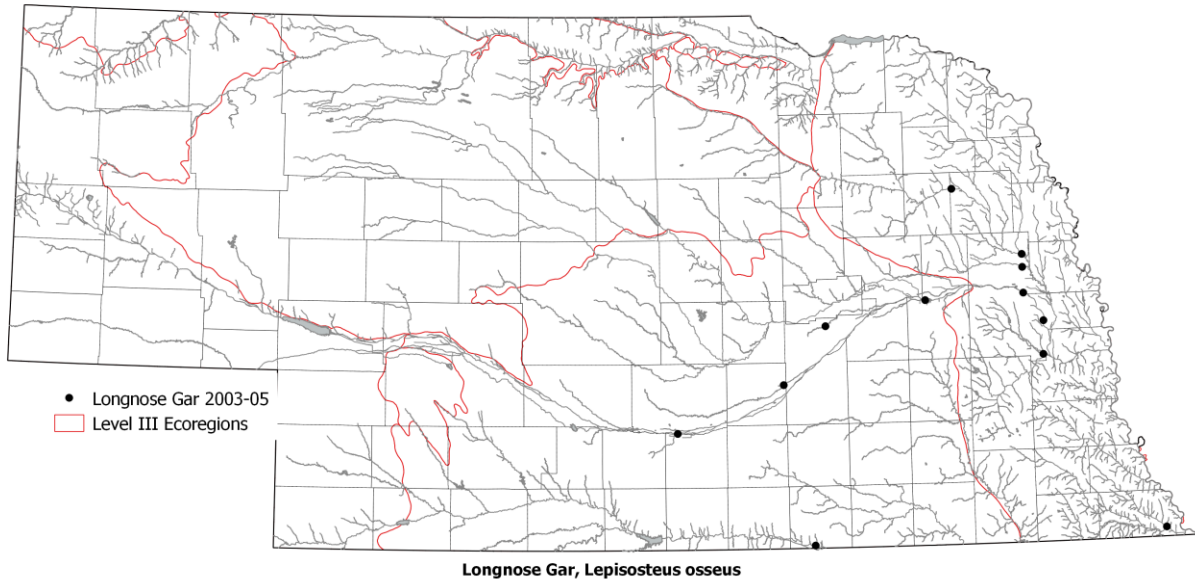 Longnose Gar 2003-05
Level III Ecoregions
Longnose Gar, Lepisosteus osseus